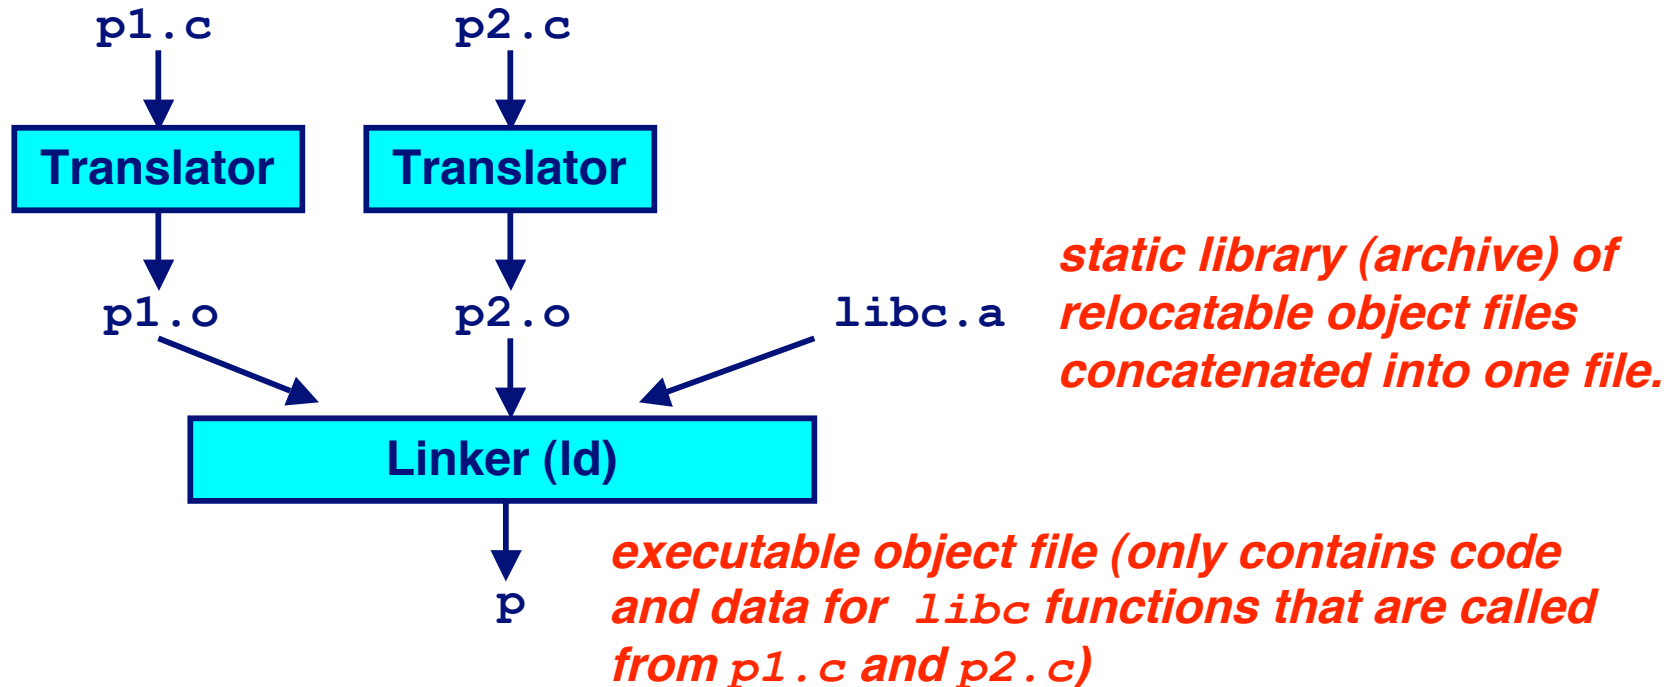 p1.c
p2.c
Translator
Translator
p1.o
p2.o
libc.a
static library (archive) of
relocatable object files
concatenated into one file.
Linker (ld)
p
executable object file (only contains code
and data for libc functions that are called
from p1.c and p2.c)